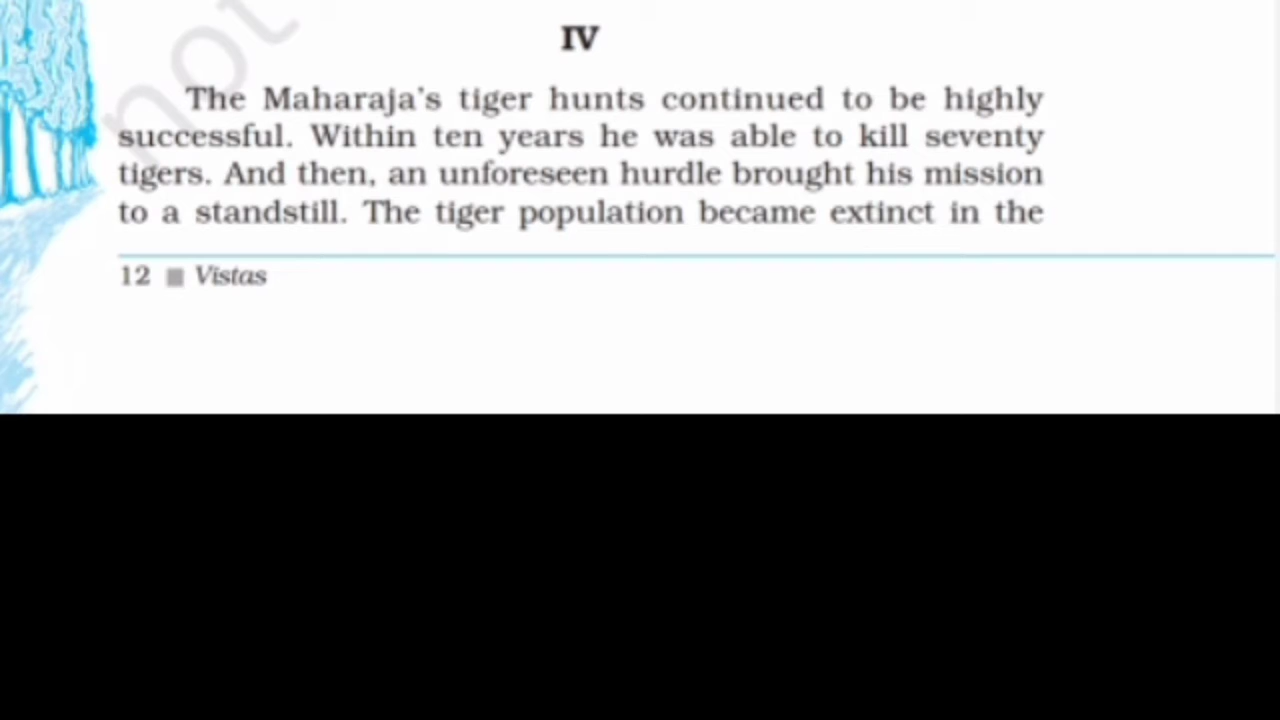 not
IV
The Maharaja's tiger hunts continued to be highly
successful. Within ten years he was able to kill seventy
tigers. And then, an unforeseen hurdle brought his mission
to a standstill. The tiger population became extinct in the
12 ■ Vistas